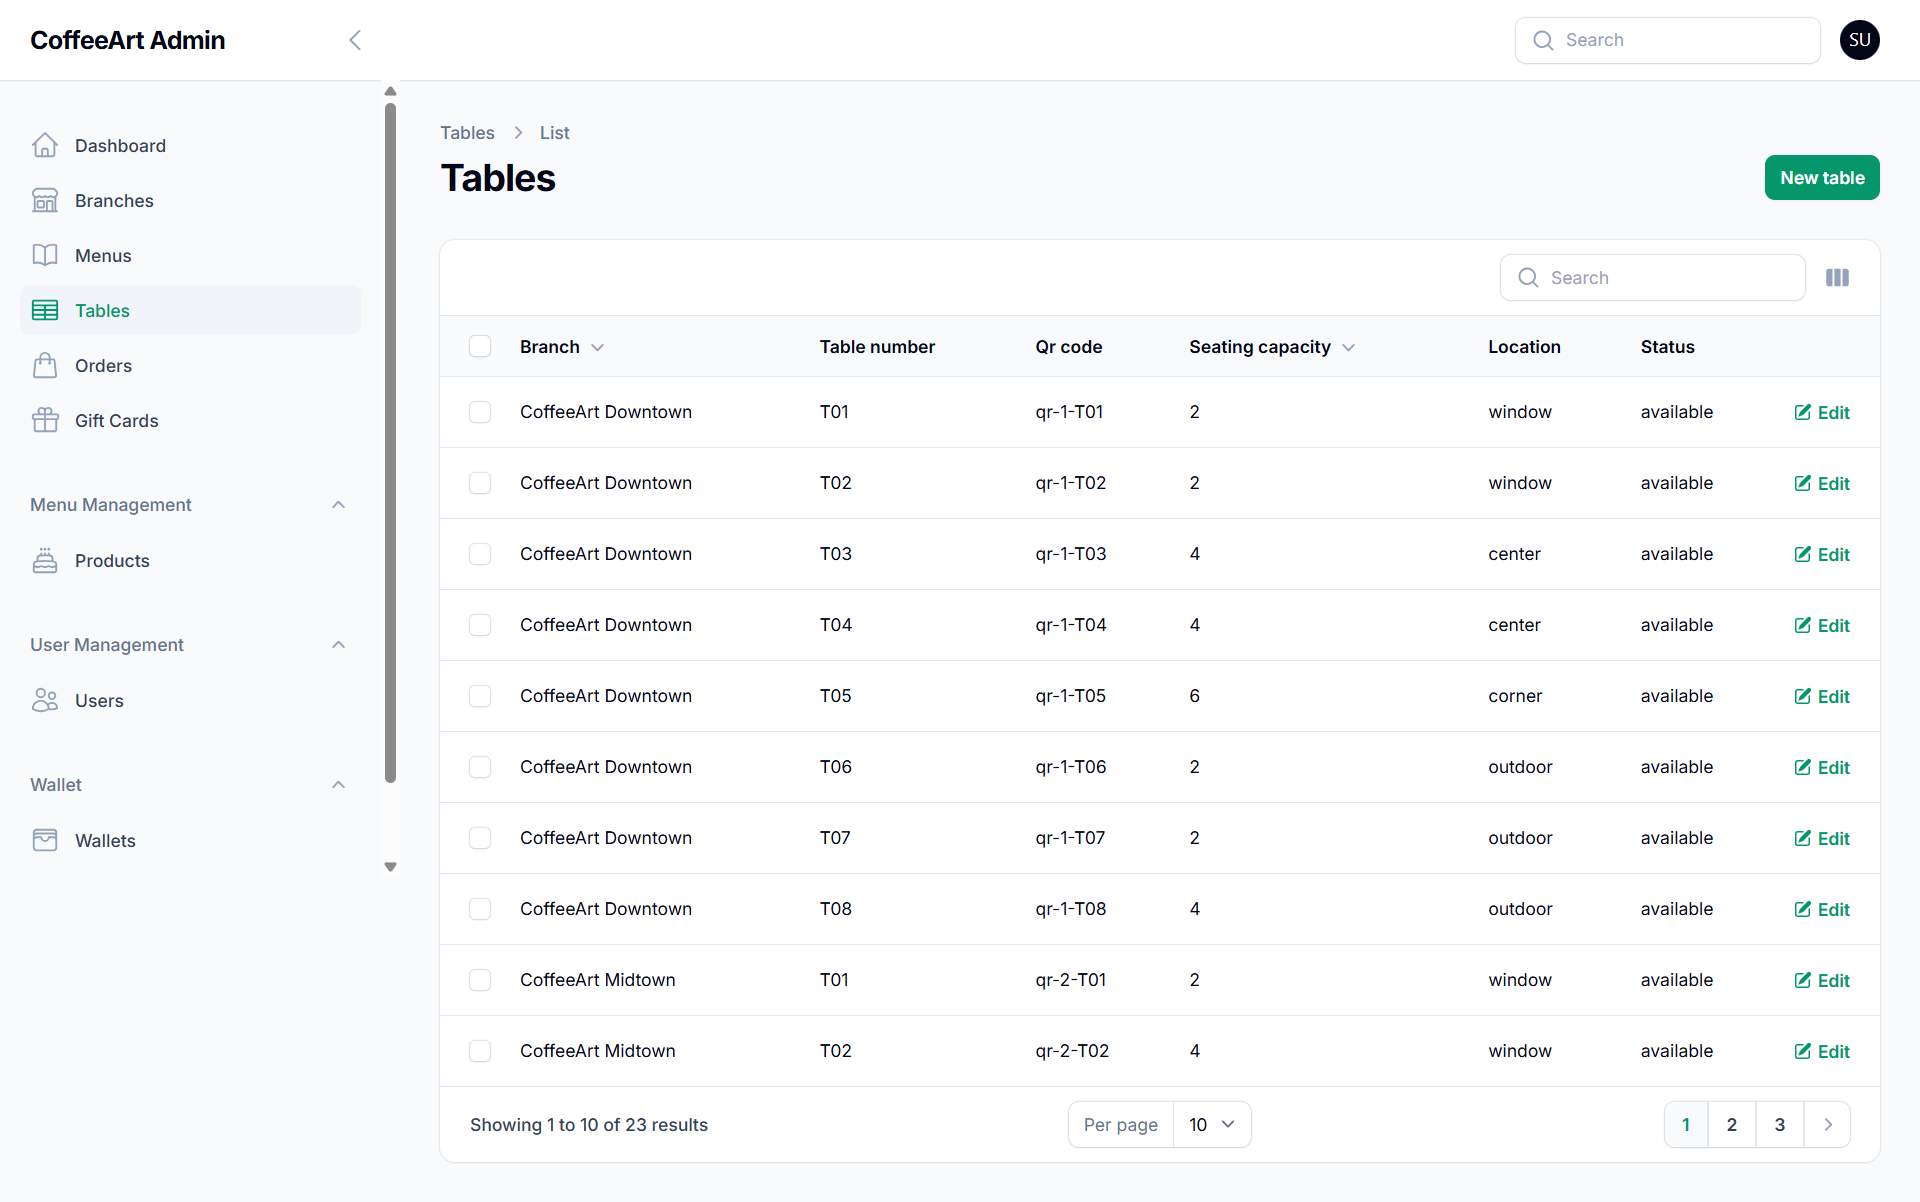 CoffeeArt Admin
Search
SU
Dashboard
Branches
Menus
Tables
Orders
Gift Cards
Menu Management
Products
User Management
Users
Wallet
Wallets
Tables > List
Tables
New table
Search
Branch Table number Qr code Seating capacity Location Status
CoffeeArt Downtown T01 qr-1-T01 2 window available Edit
CoffeeArt Downtown T02 qr-1-T02 2 window available Edit
CoffeeArt Downtown T03 qr-1-T03 4 center available Edit
CoffeeArt Downtown T04 qr-1-T04 4 center available Edit
CoffeeArt Downtown T05 qr-1-T05 6 corner available Edit
CoffeeArt Downtown T06 qr-1-T06 2 outdoor available Edit
CoffeeArt Downtown T07 qr-1-T07 2 outdoor available Edit
CoffeeArt Downtown T08 qr-1-T08 4 outdoor available Edit
CoffeeArt Midtown T01 qr-2-T01 2 window available Edit
CoffeeArt Midtown T02 qr-2-T02 4 window available Edit
Showing 1 to 10 of 23 results
Per page 10
1 2 3